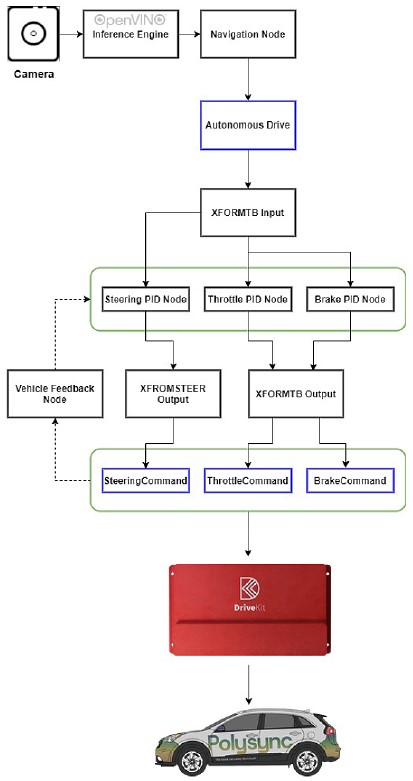 OpenVINO
Inference Engine
Navigation Node
Camera
Autonomous Drive
XFORMTB Input
Steering PID Node
Throttle PID Node
Brake PID Node
Vehicle Feedback
Node
XFROMSTEER
Output
XFORMTB Output
SteeringCommand
ThrottleCommand
BrakeCommand
DriveKit
Polysync